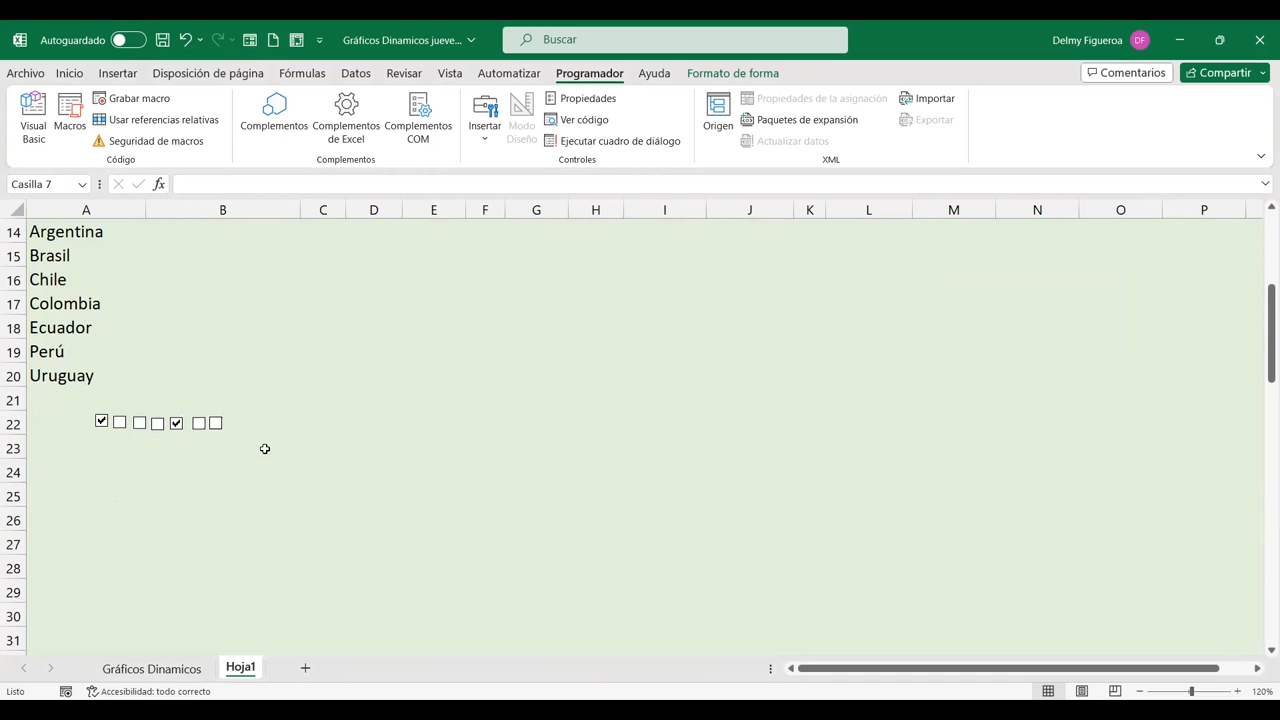 Autoguardado
Gráficos Dinamicos jueve...
Buscar
Delmy Figueroa
DF
Archivo Inicio Insertar Disposición de página Fórmulas Datos Revisar Vista Automatizar Programador Ayuda Formato de forma
Comentarios
Compartir
Visual Basic
Macros
Grabar macro
Usar referencias relativas
Seguridad de macros
Código
Complementos
Complementos de Excel
Complementos COM
Complementos
Insertar
Modo Diseño
Propiedades
Ver código
Ejecutar cuadro de diálogo
Controles
Origen
Propiedades de la asignación
Paquetes de expansión
Actualizar datos
Importar
Exportar
XML
Casilla 7
fx
A B C D E F G H I J K L M N O P
14 Argentina
15 Brasil
16 Chile
17 Colombia
18 Ecuador
19 Perú
20 Uruguay
21
22
23
24
25
26
27
28
29
30
31
Gráficos Dinamicos
Hoja1
Listo
Accesibilidad: todo correcto
120%